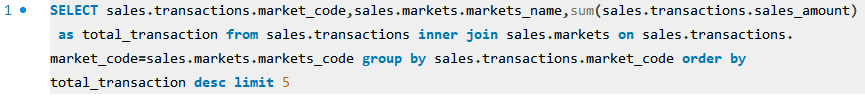 1 SELECT sales.transactions.market_code,sales.markets.markets_name,sum(sales.transactions.sales_amount)
as total_transaction from sales.transactions inner join sales.markets on sales.transactions.
market_code=sales.markets.markets_code group by sales.transactions.market_code order by
total_transaction desc limit 5